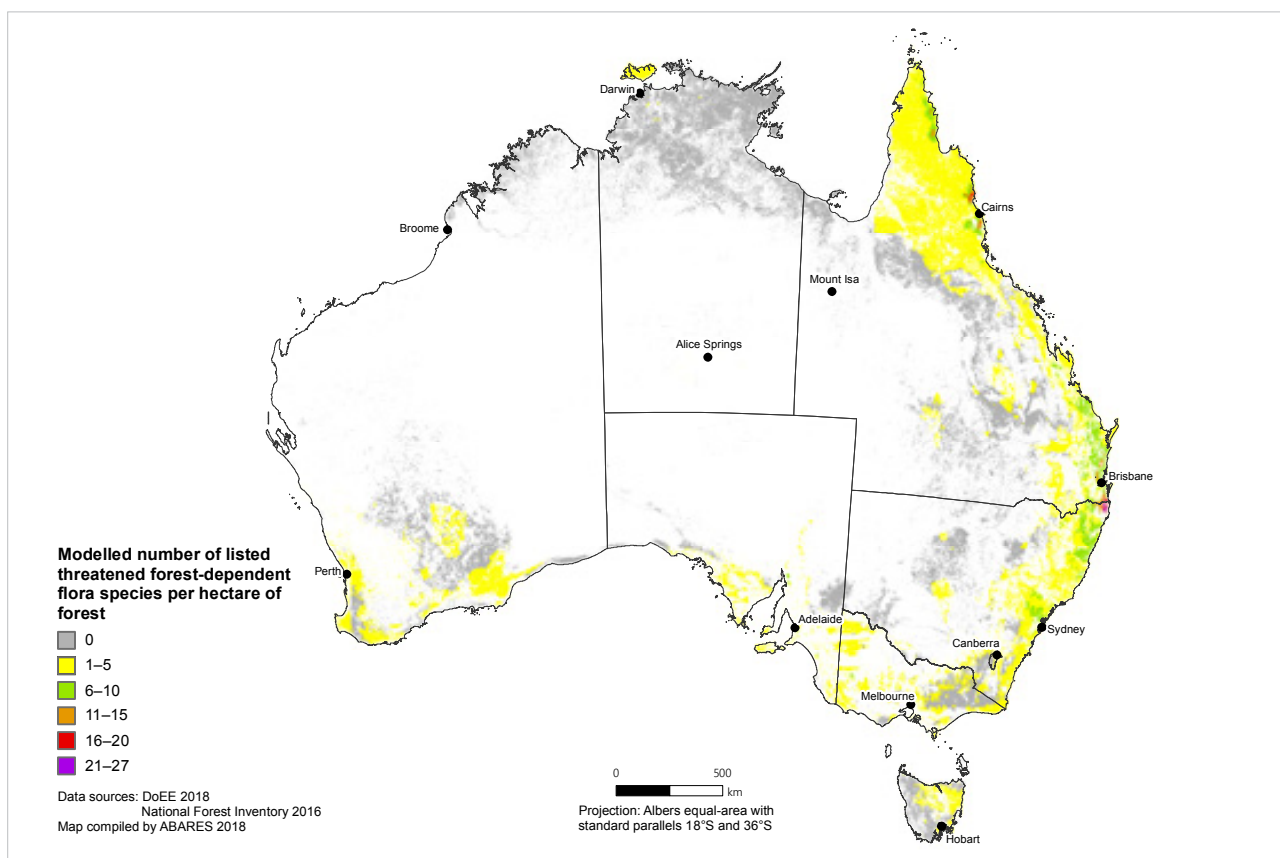 Darwin
Cairns
Broome
Mount Isa
Alice Springs
Brisbane
Perth
Adelaide
Sydney
Canberra
Melbourne
Hobart
Modelled number of listed
threatened forest-dependent
flora species per hectare of
forest
0
1–5
6–10
11–15
16–20
21–27
Data sources: DoEE 2018
National Forest Inventory 2016
Map compiled by ABARES 2018
0 500
km
Projection: Albers equal-area with
standard parallels 18°S and 36°S